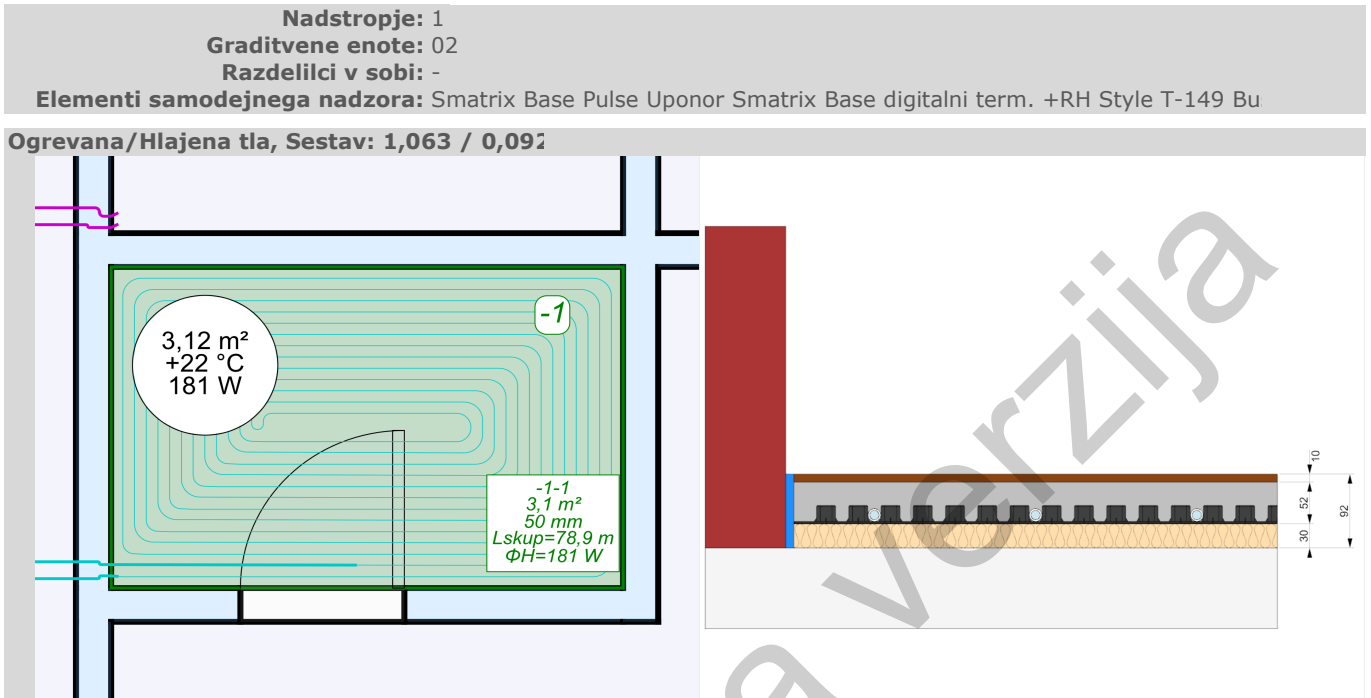 Nadstropje: 1
Graditvene enote: 02
Razdelilci v sobi: -
Elementi samodejnega nadzora: Smatrix Base Pulse Uponor Smatrix Base digitalni term. +RH Style T-149 Bu
Ogrevana/Hlajena tla, Sestav: 1,063 / 0,092
-1
3,12 m²
+22 °C
181 W
-1-1
3,1 m²
50 mm
Lskup=78,9 m
ΦH=181 W
10
52
30
92
verzija